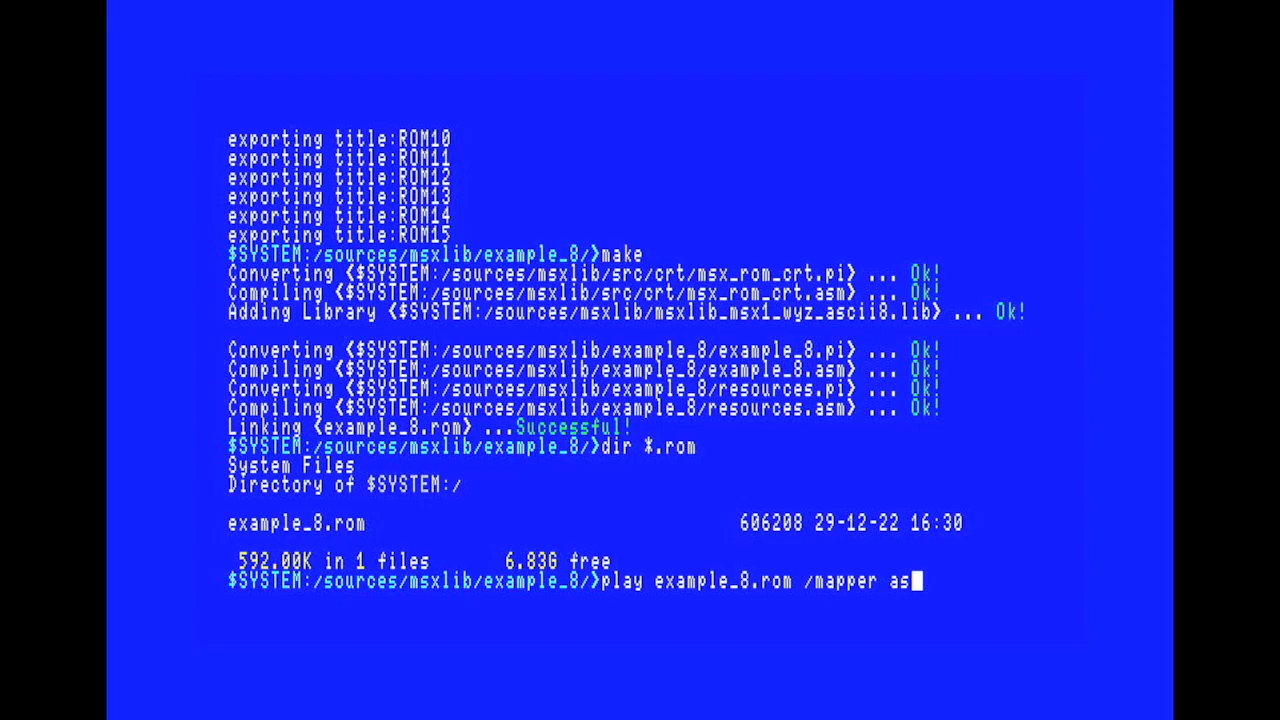 exporting title:ROM10
exporting title:ROM11
exporting title:ROM12
exporting title:ROM13
exporting title:ROM14
exporting title:ROM15
$SYSTEM:/sources/msxlib/example_8/>make
Converting <$SYSTEM:/sources/msxlib/src/crt/msx_rom_crt.pi> ... Ok!
Compiling <$SYSTEM:/sources/msxlib/src/crt/msx_rom_crt.asm> ... Ok!
Adding Library <$SYSTEM:/sources/msxlib/msxlib_msx1_wyz_ascii8.lib> ... Ok!
Converting <$SYSTEM:/sources/msxlib/example_8/example_8.pi> ... Ok!
Compiling <$SYSTEM:/sources/msxlib/example_8/example_8.asm> ... Ok!
Converting <$SYSTEM:/sources/msxlib/example_8/resources.pi> ... Ok!
Compiling <$SYSTEM:/sources/msxlib/example_8/resources.asm> ... Ok!
Linking <example_8.rom> ...Successful!
$SYSTEM:/sources/msxlib/example_8/>dir *.rom
System Files
Directory of $SYSTEM:/
example_8.rom 606208 29-12-22 16:30
592.00K in 1 files 6.83G free
$SYSTEM:/sources/msxlib/example_8/>play example_8.rom /mapper as